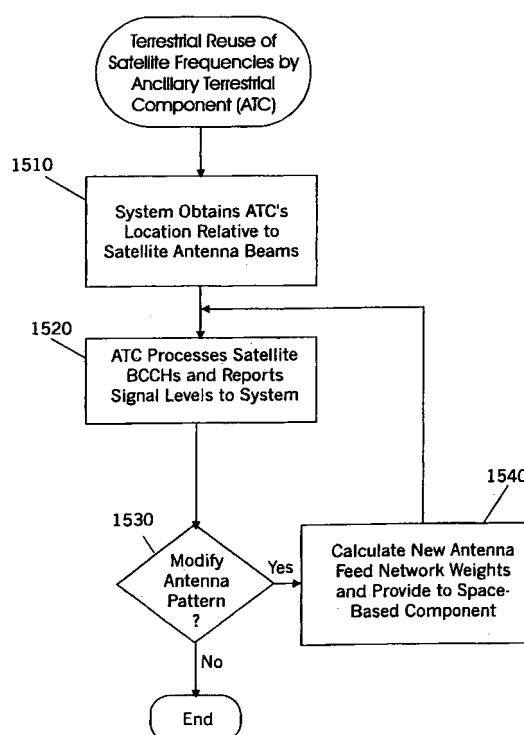 Terrestrial Reuse of
Satellite Frequencies by
Ancillary Terrestrial
Component (ATC)
1510
System Obtains ATC's
Location Relative to
Satellite Antenna Beams
1520
ATC Processes Satellite
BCCHs and Reports
Signal Levels to System
1530
Modify
Antenna
Pattern
?
Yes
1540
Calculate New Antenna
Feed Network Weights
and Provide to Space-
Based Component
No
End